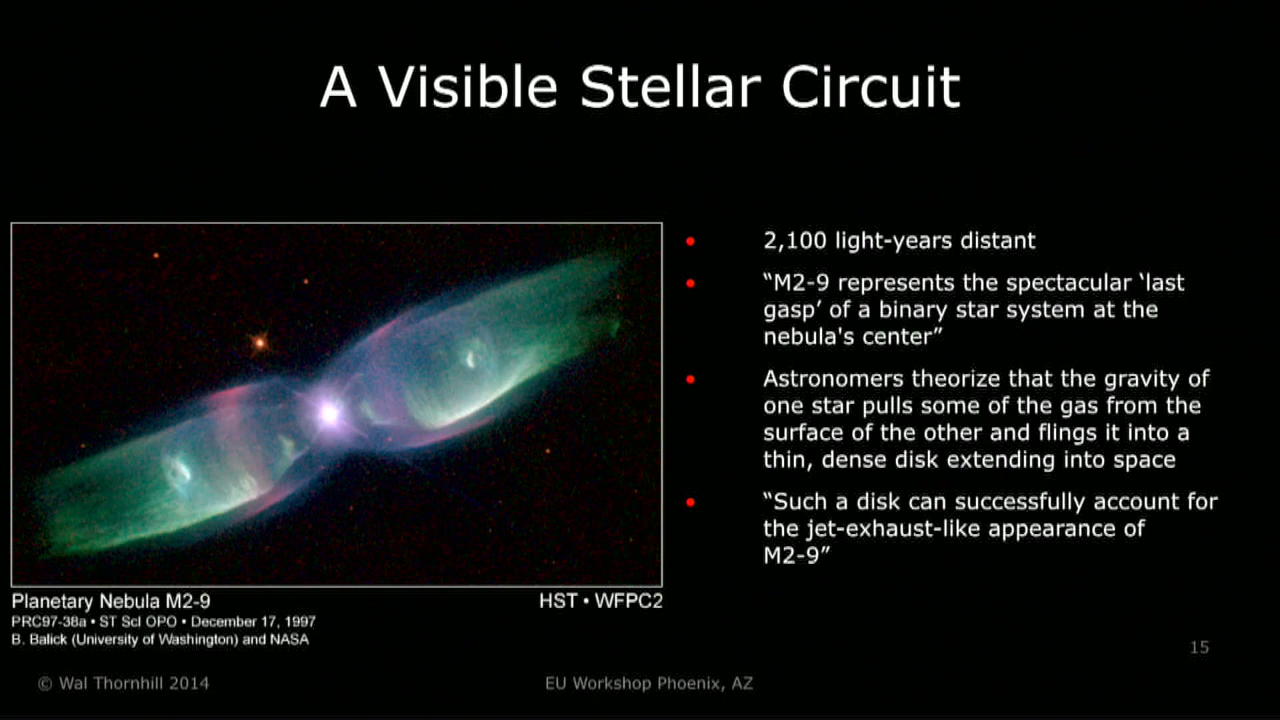 A Visible Stellar Circuit
• 2,100 light-years distant
• “M2-9 represents the spectacular ‘last
gasp’ of a binary star system at the
nebula's center”
• Astronomers theorize that the gravity of
one star pulls some of the gas from the
surface of the other and flings it into a
thin, dense disk extending into space
• “Such a disk can successfully account for
the jet-exhaust-like appearance of
M2-9”
Planetary Nebula M2-9 HST • WFPC2
PRC97-38a • ST ScI OPO • December 17, 1997
B. Balick (University of Washington) and NASA
15
© Wal Thornhill 2014 EU Workshop Phoenix, AZ